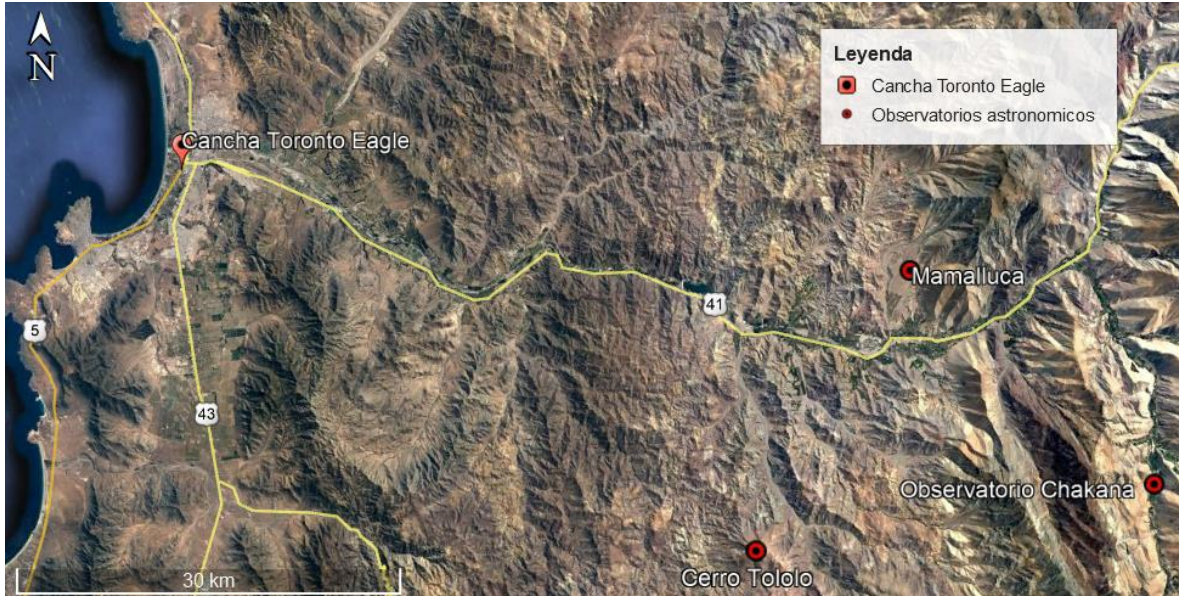 N
Leyenda
Cancha Toronto Eagle
Observatorios astronomicos
Cancha Toronto Eagle
Mamalluca
41
5
43
Observatorio Chakana
Cerro Tololo
30 km